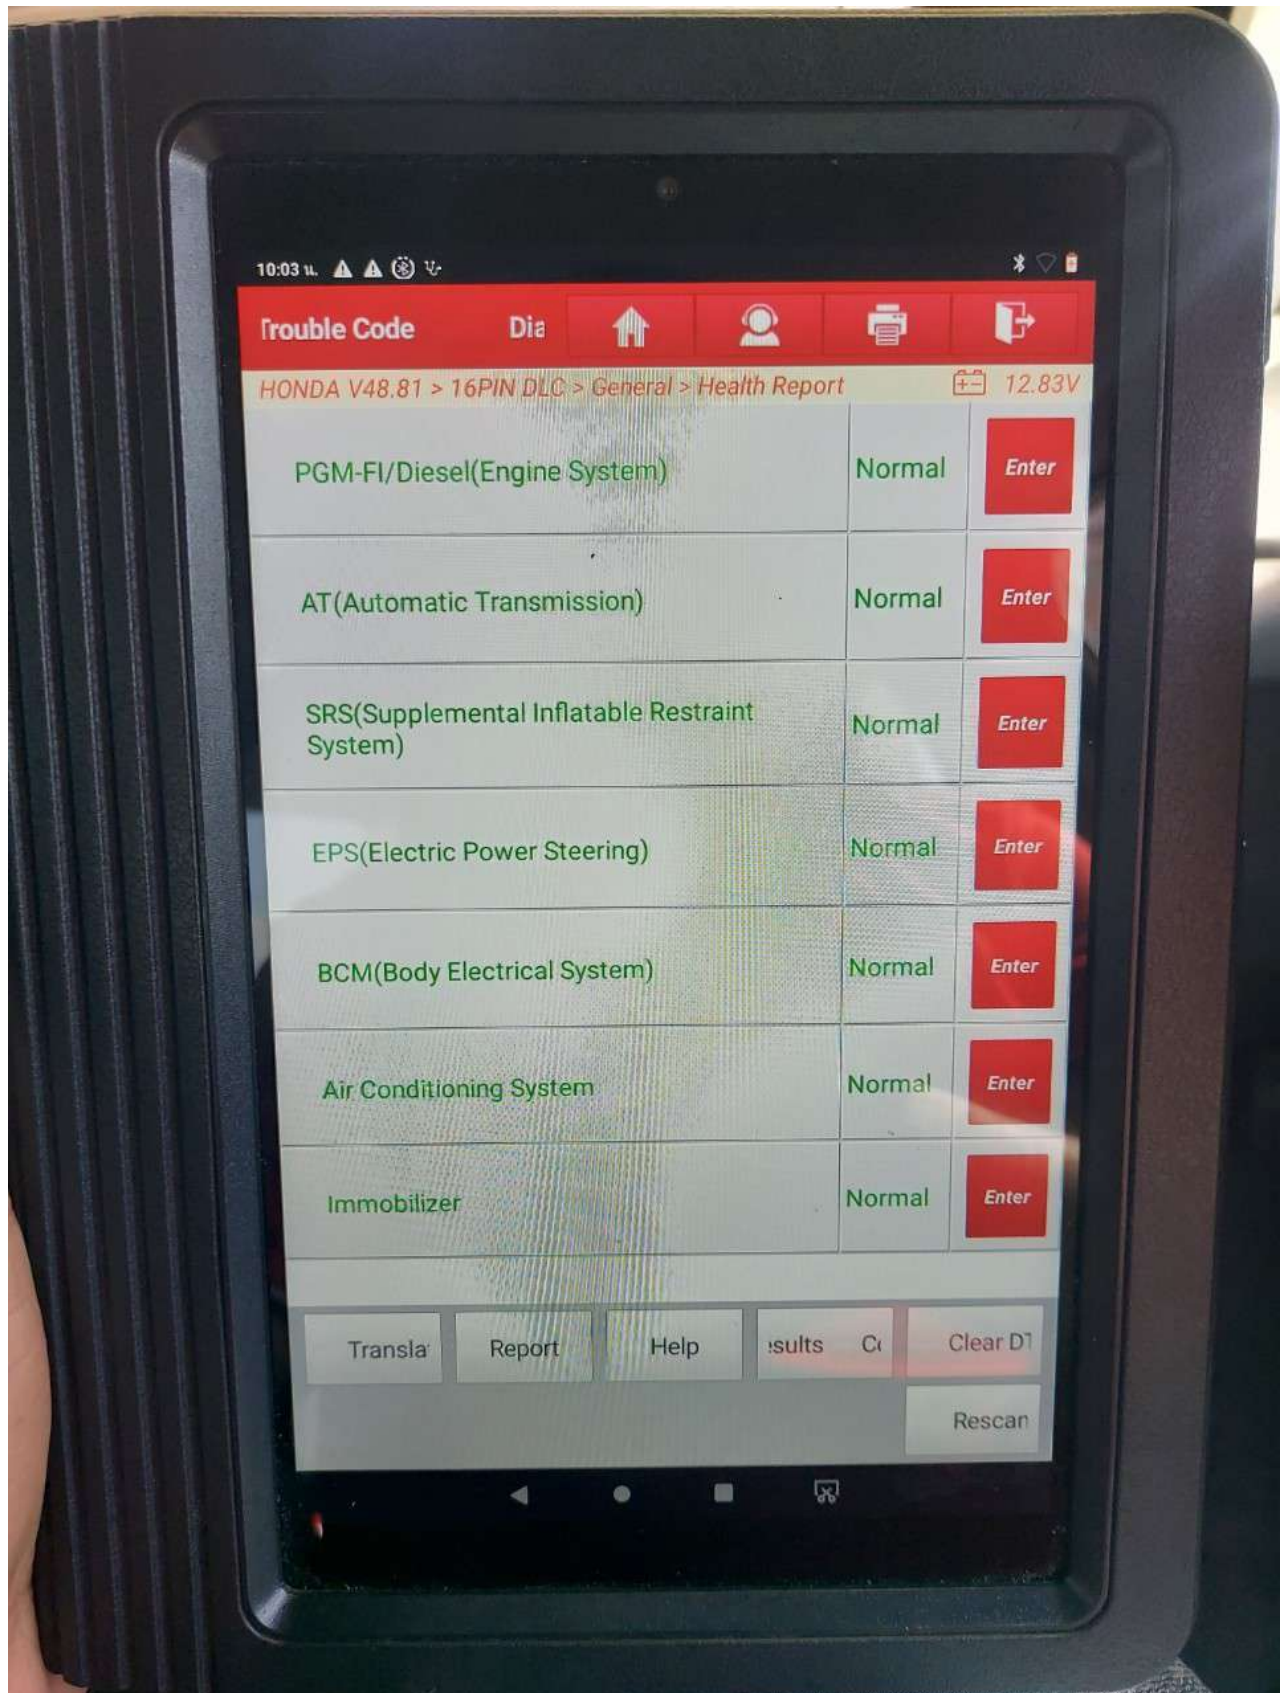 10:03 น.
Trouble Code Dia
HONDA V48.81 > 16PIN DLC > General > Health Report 12.83V
PGM-FI/Diesel(Engine System) Normal Enter
AT(Automatic Transmission) Normal Enter
SRS(Supplemental Inflatable Restraint
System) Normal Enter
EPS(Electric Power Steering) Normal Enter
BCM(Body Electrical System) Normal Enter
Air Conditioning System Normal Enter
Immobilizer Normal Enter
Transla Report Help sults Co Clear DT
Rescan